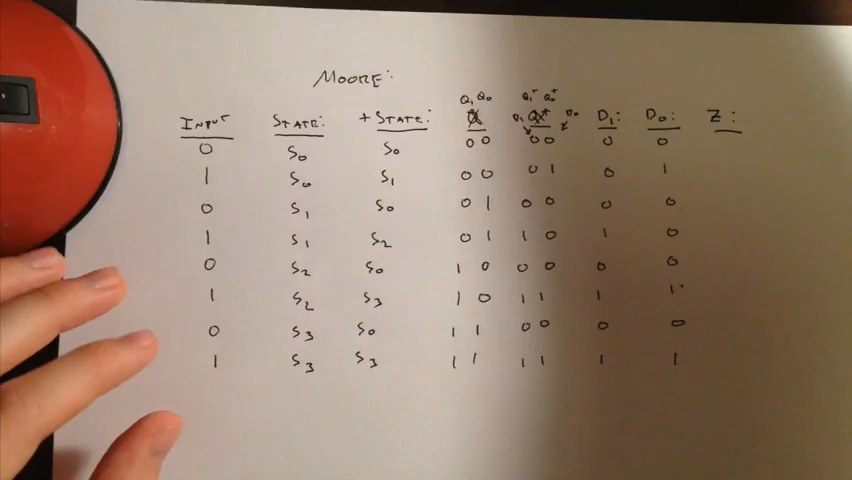 MOORE:
Q₁ Q₀ Q₁⁺ Q₀⁺
INPUT STATE: + STATE: D₁ D₀ D₁: D₀: Z:
0 S₀ S₀ 0 0 0 0 0 0
1 S₀ S₁ 0 0 0 1 0 1
0 S₁ S₀ 0 1 0 0 0 0
1 S₁ S₂ 0 1 1 0 1 0
0 S₂ S₀ 1 0 0 0 0 0
1 S₂ S₃ 1 0 1 1 1 1
0 S₃ S₀ 1 1 0 0 0 0
1 S₃ S₃ 1 1 1 1 1 1